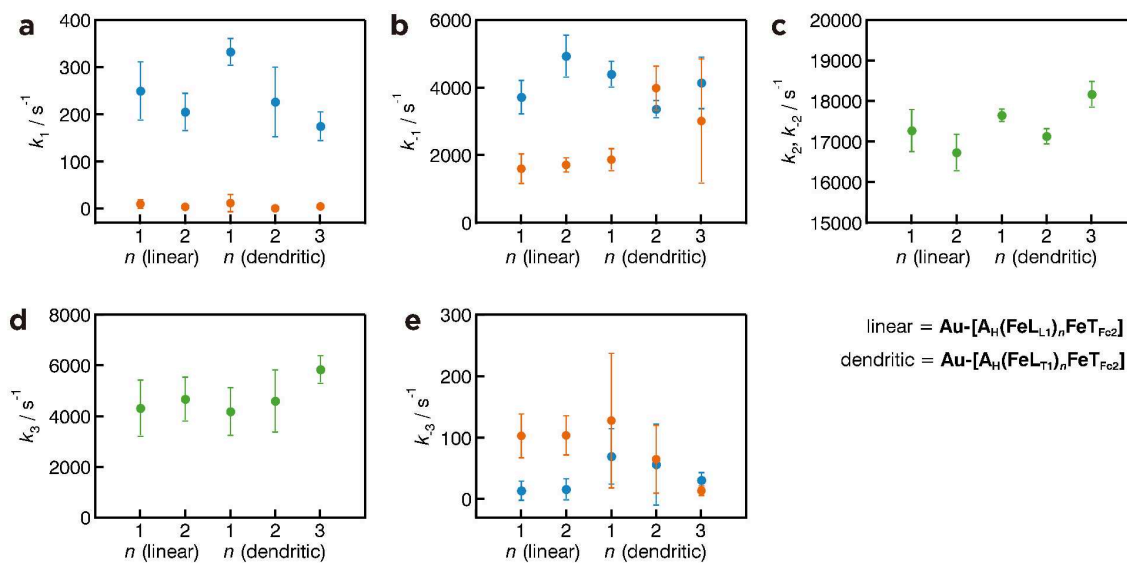 a
k1 / s-1
400
300
200
100
0
1 2 1 2 3
n (linear) n (dendritic)
b
k-1 / s-1
6000
4000
2000
0
1 2 1 2 3
n (linear) n (dendritic)
c
k2, k-2 / s-1
20000
19000
18000
17000
16000
15000
1 2 1 2 3
n (linear) n (dendritic)
d
k3 / s-1
8000
6000
4000
2000
0
1 2 1 2 3
n (linear) n (dendritic)
e
k-3 / s-1
300
200
100
0
1 2 1 2 3
n (linear) n (dendritic)
linear = Au-[AH(FeLL1)nFeTFc2]
dendritic = Au-[AH(FeLT1)nFeTFc2]